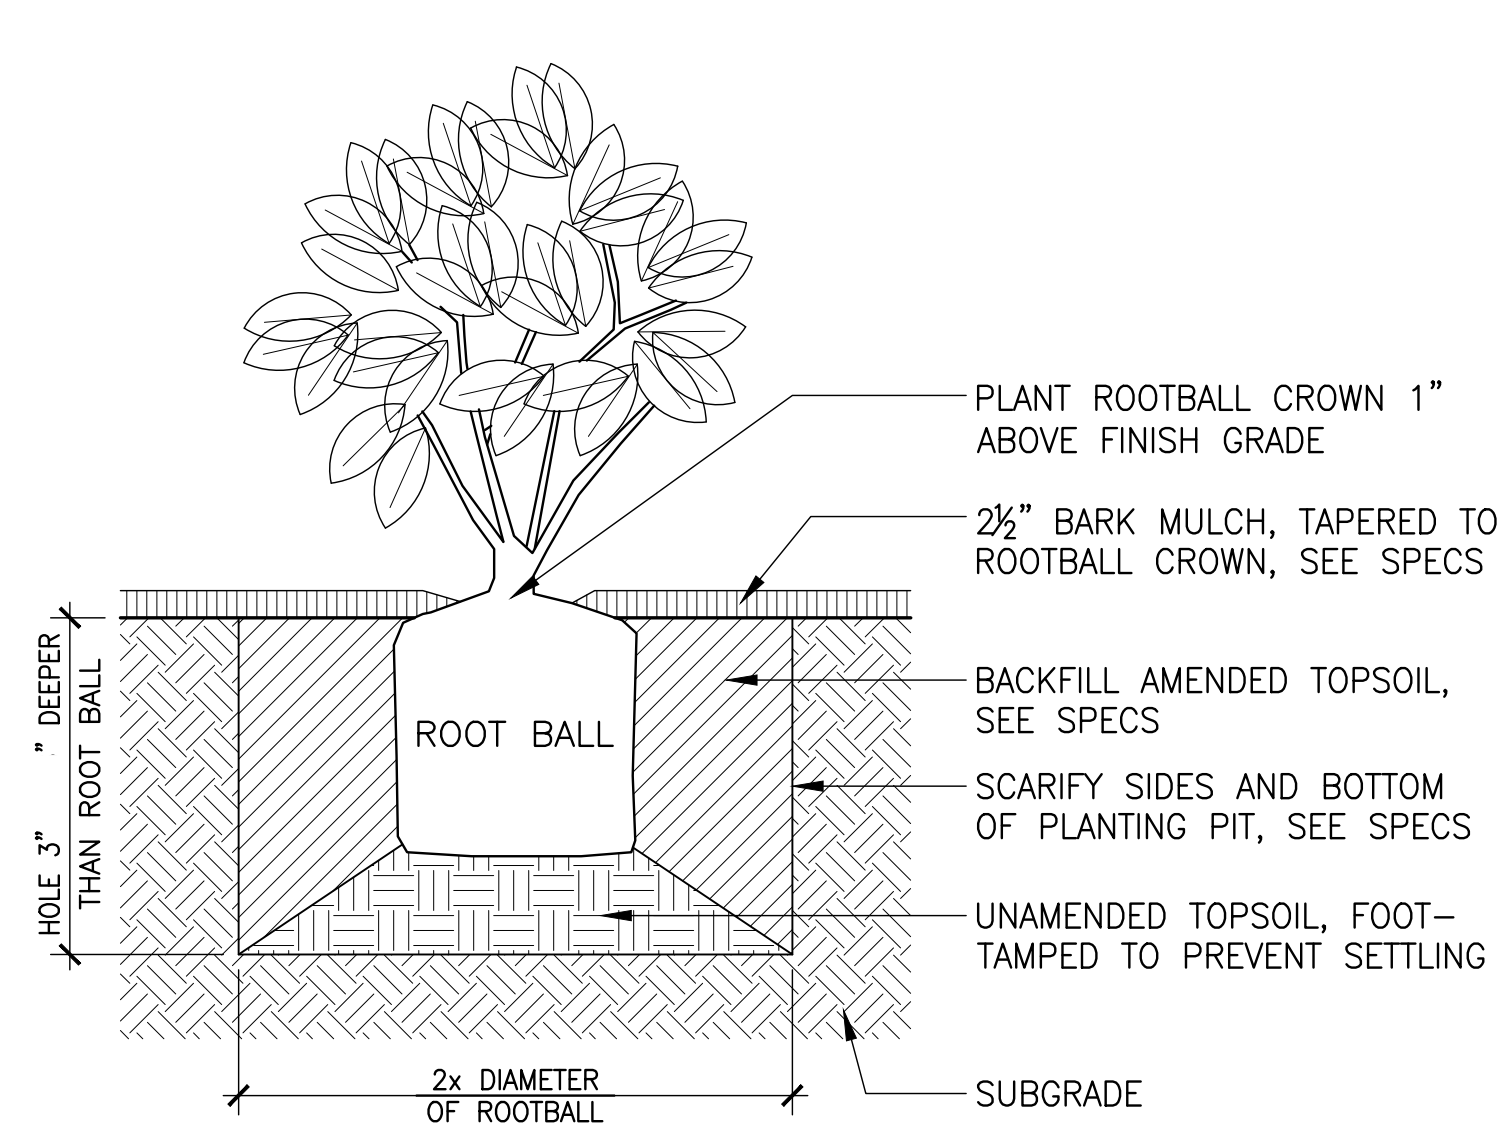 PLANT ROOTBALL CROWN 1”
ABOVE FINISH GRADE
2½” BARK MULCH, TAPERED TO
ROOTBALL CROWN, SEE SPECS
HOLE 3” ” DEEPER
THAN ROOT BALL
ROOT BALL
BACKFILL AMENDED TOPSOIL,
SEE SPECS
SCARIFY SIDES AND BOTTOM
OF PLANTING PIT, SEE SPECS
UNAMENDED TOPSOIL, FOOT-
TAMPED TO PREVENT SETTLING
2x DIAMETER
OF ROOTBALL
SUBGRADE